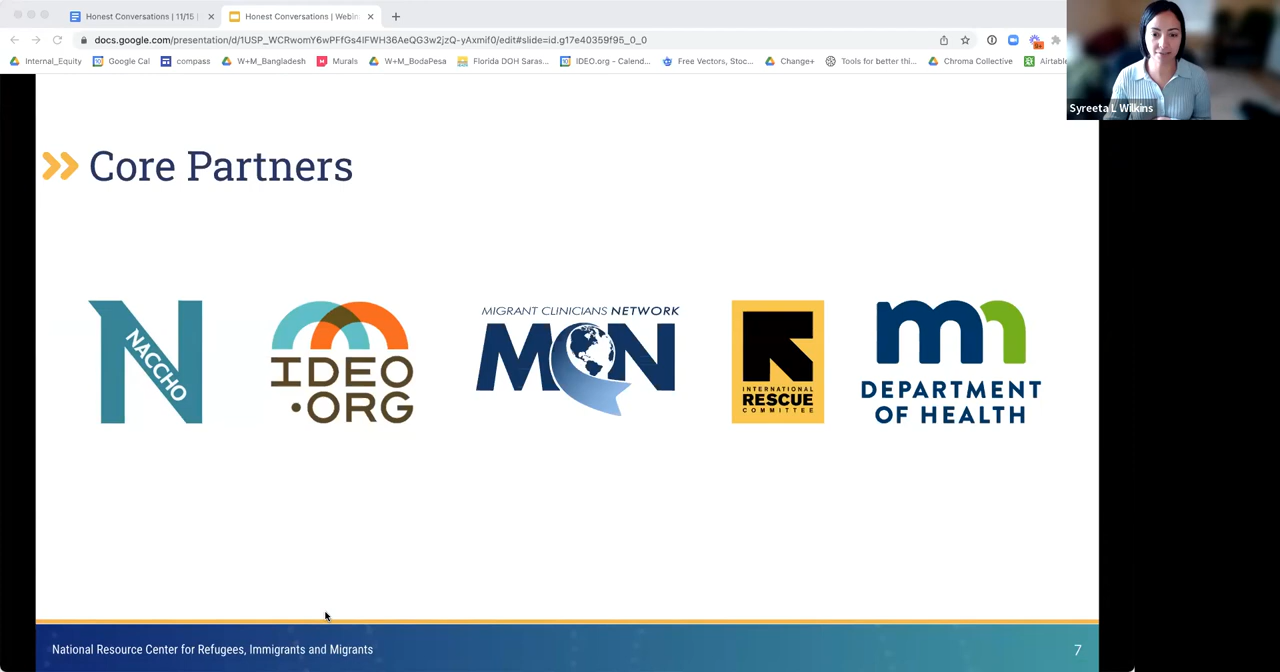 Honest Conversations | 11/15 |
Honest Conversations | Webin
docs.google.com/presentation/d/1USP_WCRwomY6wPFfGs4lFWH36AeQG3w2jzQ-yAxmif0/edit#slide=id.g17e40359f95_0_0
Internal_Equity
Google Cal
compass
W+M_Bangladesh
Murals
W+M_BodaPesa
Florida DOH Saras...
IDEO.org - Calend...
Free Vectors, Stoc...
Change+
Tools for better thi...
Chroma Collective
Airtable
Syreeta L Wilkins
Core Partners
NACCHO
IDEO
.ORG
MIGRANT CLINICIANS NETWORK
MCN
INTERNATIONAL
RESCUE
COMMITTEE
mn
DEPARTMENT
OF HEALTH
National Resource Center for Refugees, Immigrants and Migrants
7